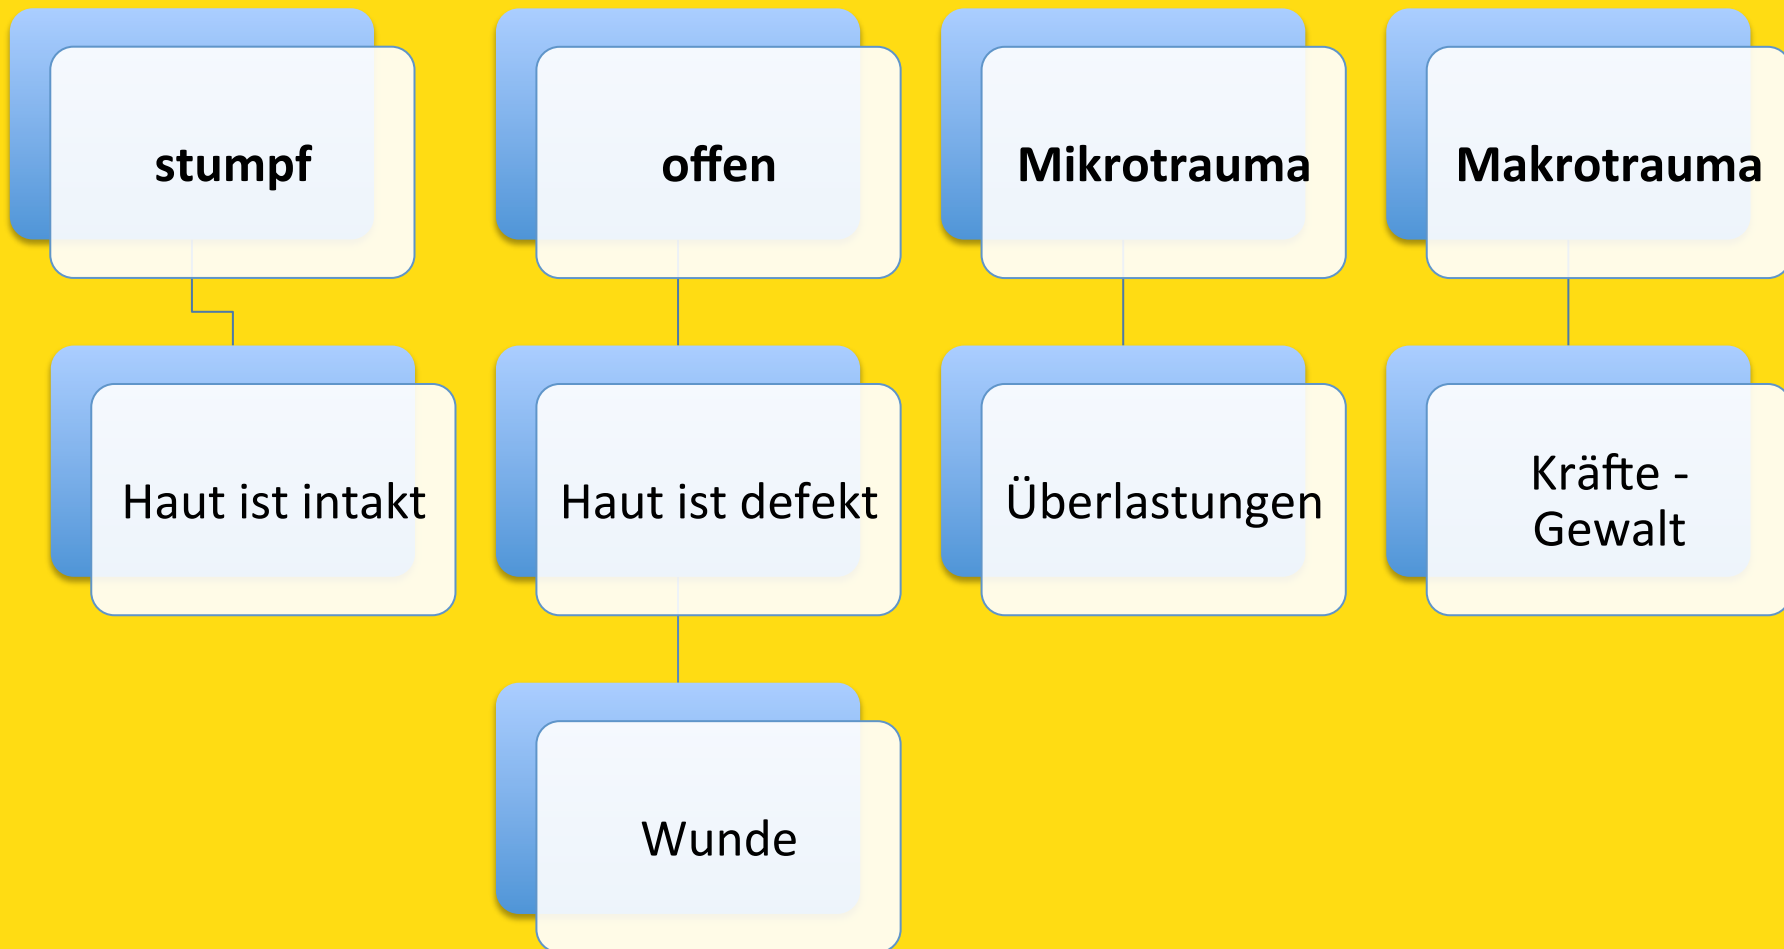 stumpf
offen
Mikrotrauma
Makrotrauma
Haut ist intakt
Haut ist defekt
Überlastungen
Kräfte -
Gewalt
Wunde